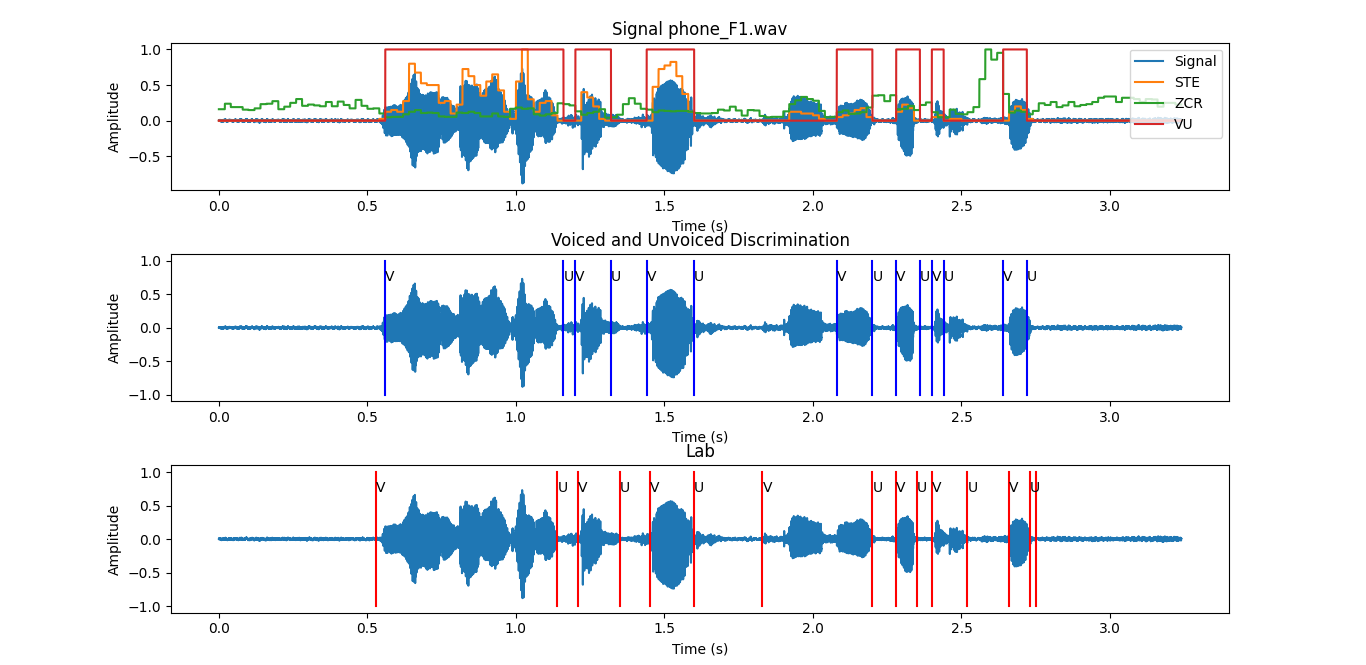 Signal phone_F1.wav
1.0
0.5
0.0
−0.5
Amplitude
Signal
STE
ZCR
VU
0.0 0.5 1.0 1.5 2.0 2.5 3.0
Time (s)
Voiced and Unvoiced Discrimination
1.0
0.5
0.0
−0.5
−1.0
Amplitude
V U V U V U V U V U V U V U
0.0 0.5 1.0 1.5 2.0 2.5 3.0
Time (s)
Lab
1.0
0.5
0.0
−0.5
−1.0
Amplitude
V U V U V U V U V U V U V U
0.0 0.5 1.0 1.5 2.0 2.5 3.0
Time (s)